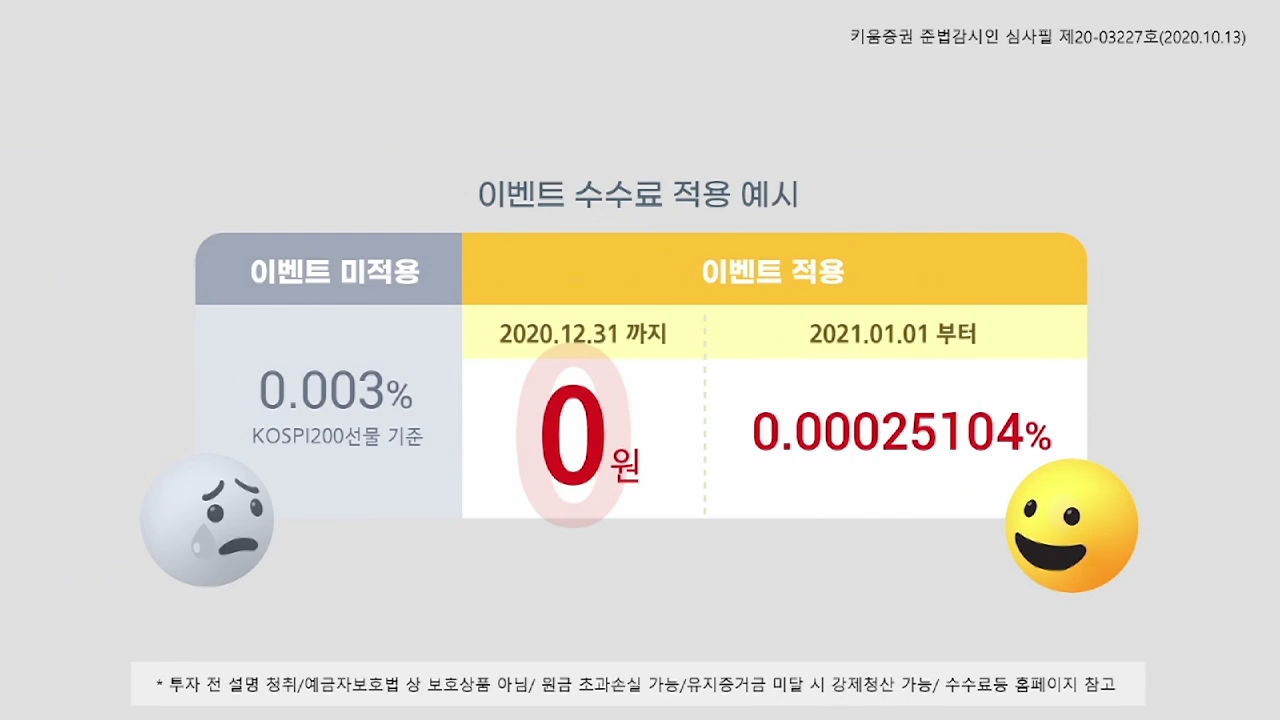 키움증권 준법감시인 심사필 제20-03227호(2020.10.13)
이벤트 수수료 적용 예시
이벤트 미적용
이벤트 적용
2020.12.31 까지
2021.01.01 부터
0.003%
KOSPI200선물 기준
0원
0.00025104%
* 투자 전 설명 청취/예금자보호법 상 보호상품 아님/ 원금 초과손실 가능/유지증거금 미달 시 강제청산 가능/ 수수료등 홈페이지 참고